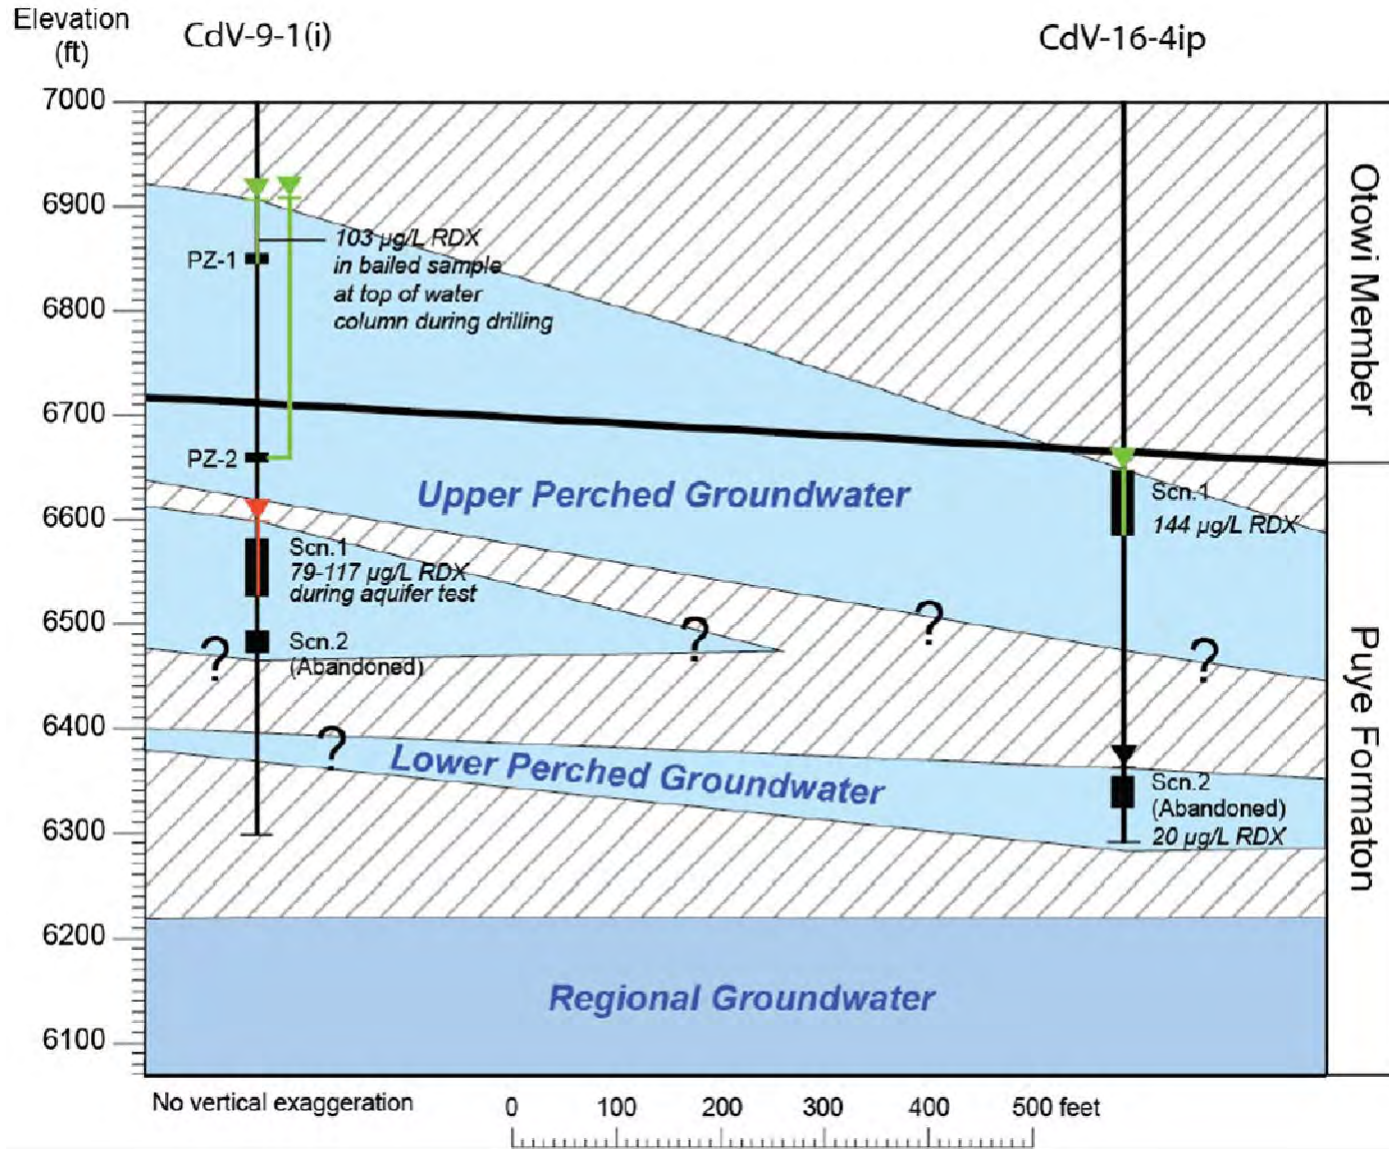 Elevation
(ft)
CdV-9-1(i)
CdV-16-4ip
7000
6900
6800
6700
6600
6500
6400
6300
6200
6100
103 µg/L RDX
in bailed sample
at top of water
column during drilling
PZ-1
PZ-2
Upper Perched Groundwater
Scn.1
79-117 µg/L RDX
during aquifer test
Scn.2
(Abandoned)
?
?
?
?
?
Scn.1
144 µg/L RDX
Lower Perched Groundwater
Scn.2
(Abandoned)
20 µg/L RDX
Regional Groundwater
Otowi Member
Puye Formaton
No vertical exaggeration
0 100 200 300 400 500 feet